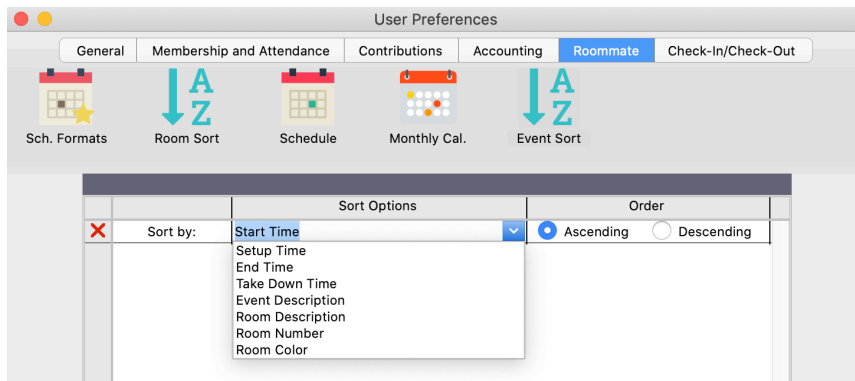 User Preferences
General Membership and Attendance Contributions Accounting Roommate Check-In/Check-Out
A Z A Z
Sch. Formats Room Sort Schedule Monthly Cal. Event Sort
Sort Options Order
Sort by: Start Time Ascending Descending
Setup Time
End Time
Take Down Time
Event Description
Room Description
Room Number
Room Color